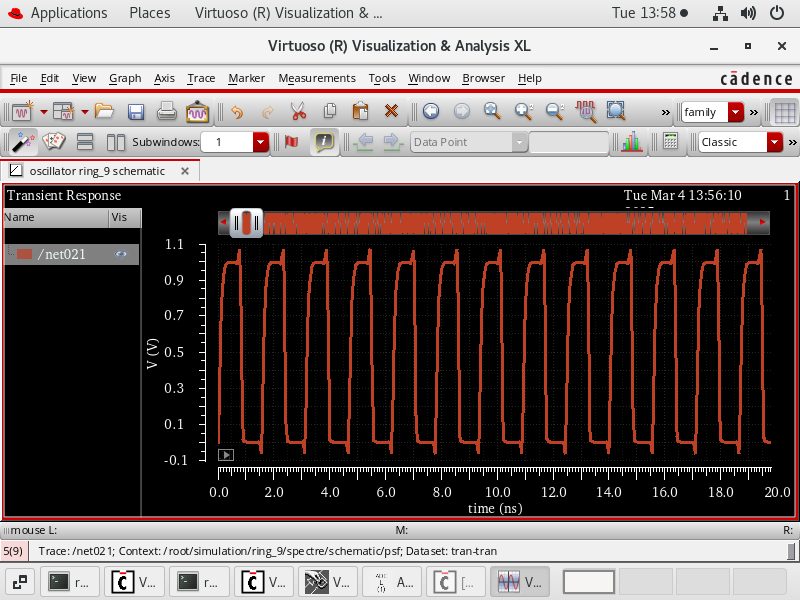 Applications Places Virtuoso (R) Visualization & ... Tue 13:58
Virtuoso (R) Visualization & Analysis XL
File Edit View Graph Axis Trace Marker Measurements Tools Window Browser Help cādence
» family »
Subwindows: 1 » Data Point Classic »
oscillator ring_9 schematic
Transient Response Tue Mar 4 13:56:10 1
Name Vis
/net021
1.1
0.9
0.7
0.5
0.3
0.1
-0.1
V (V)
0.0 2.0 4.0 6.0 8.0 10.0 12.0 14.0 16.0 18.0 20.0
time (ns)
mouse L: M: R:
5(9) Trace: /net021; Context: /root/simulation/ring_9/spectre/schematic/psf; Dataset: tran-tran
r... V... r... V... V... A... [... V...